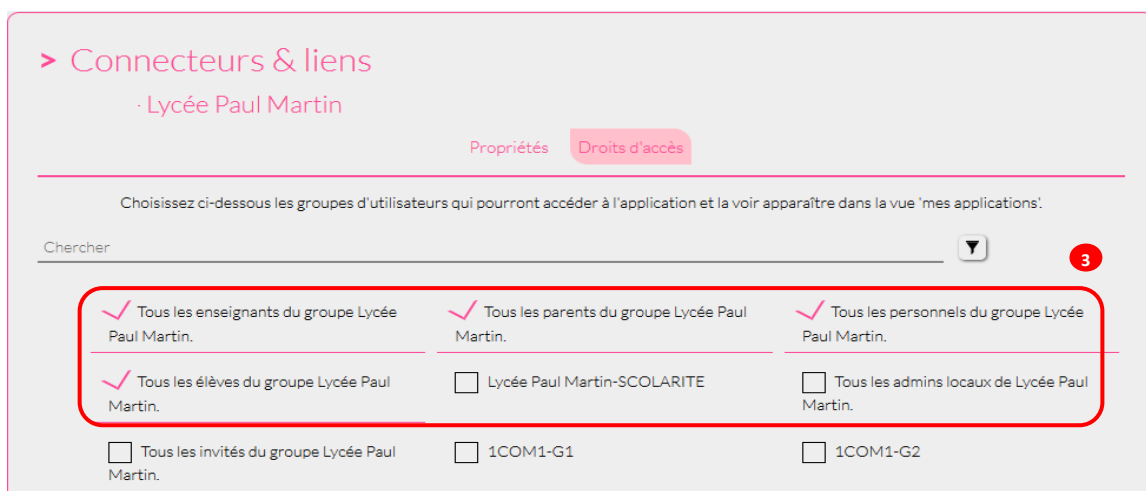 > Connecteurs & liens
· Lycée Paul Martin
Propriétés Droits d'accès
Choisissez ci-dessous les groupes d'utilisateurs qui pourront accéder à l'application et la voir apparaître dans la vue 'mes applications'.
Chercher
3
Tous les enseignants du groupe Lycée
Paul Martin.
Tous les parents du groupe Lycée Paul
Martin.
Tous les personnels du groupe Lycée
Paul Martin.
Tous les élèves du groupe Lycée Paul
Martin.
Lycée Paul Martin-SCOLARITE
Tous les admins locaux de Lycée Paul
Martin.
Tous les invités du groupe Lycée Paul
Martin.
1COM1-G1
1COM1-G2